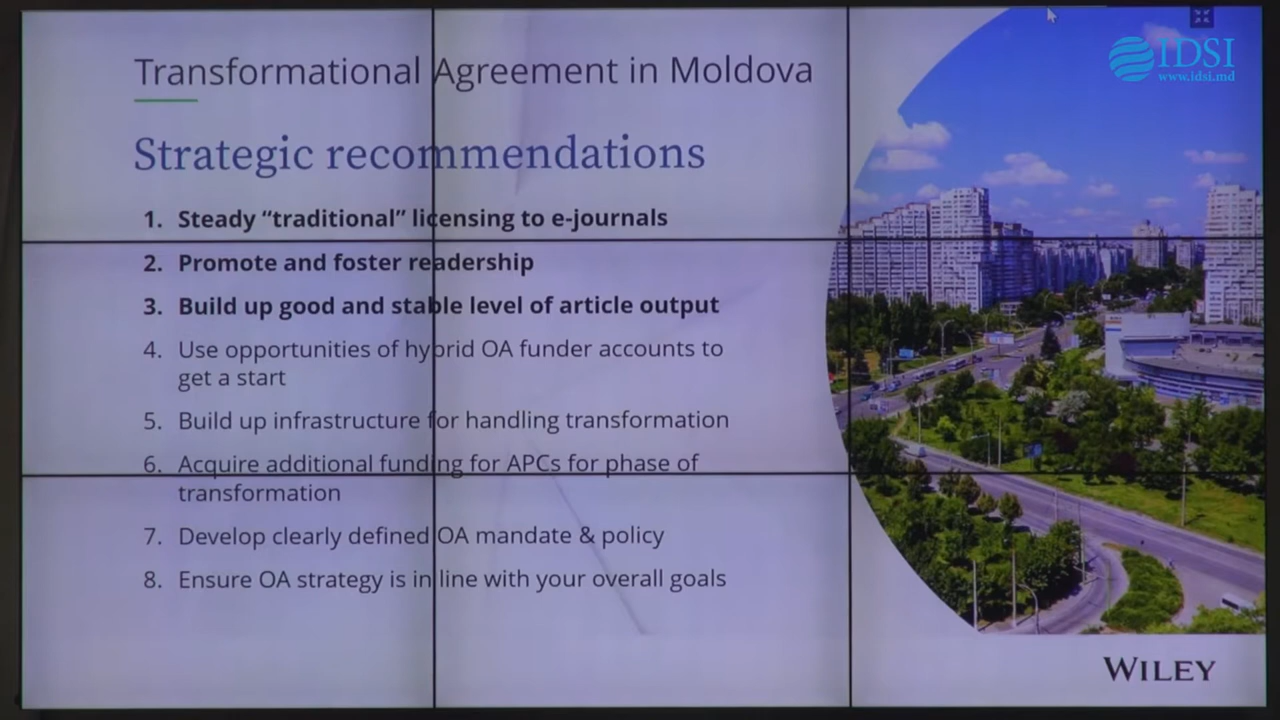 IDSI
www.idsi.md
Transformational Agreement in Moldova
Strategic recommendations
1. Steady “traditional” licensing to e-journals
2. Promote and foster readership
3. Build up good and stable level of article output
4. Use opportunities of hybrid OA funder accounts to
get a start
5. Build up infrastructure for handling transformation
6. Acquire additional funding for APCs for phase of
transformation
7. Develop clearly defined OA mandate & policy
8. Ensure OA strategy is in line with your overall goals
WILEY